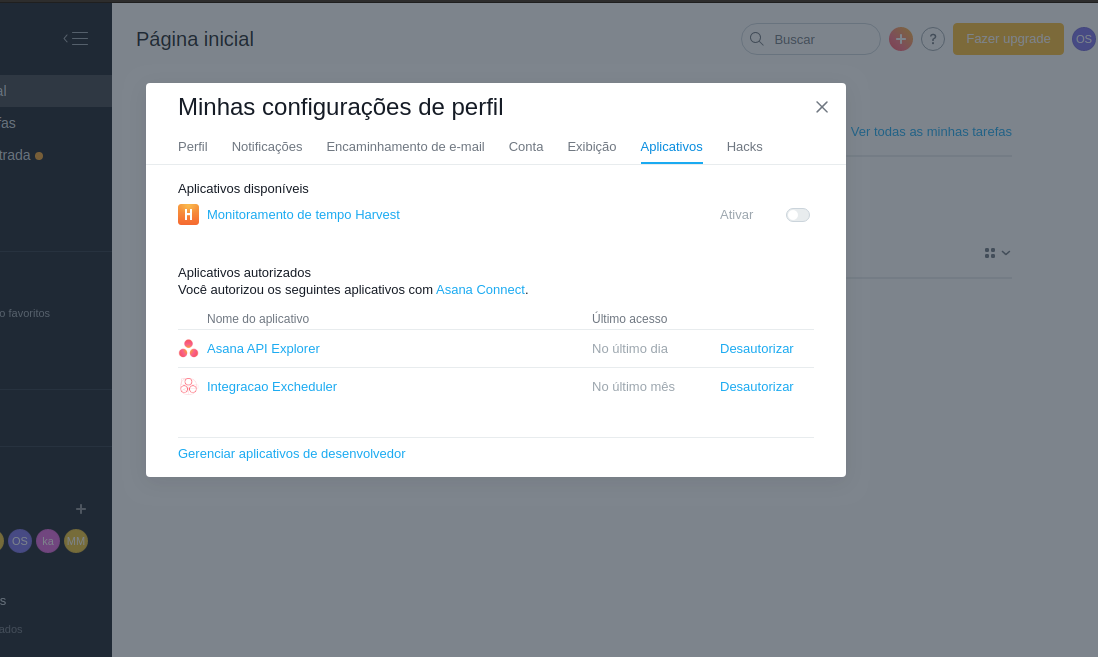 Página inicial
Buscar
?
Fazer upgrade
OS
Minhas configurações de perfil
Perfil Notificações Encaminhamento de e-mail Conta Exibição Aplicativos Hacks
Ver todas as minhas tarefas
al
fas
trada
Aplicativos disponíveis
H Monitoramento de tempo Harvest Ativar
Aplicativos autorizados
Você autorizou os seguintes aplicativos com Asana Connect.
o favoritos
Nome do aplicativo Último acesso
Asana API Explorer No último dia Desautorizar
Integracao Excheduler No último mês Desautorizar
Gerenciar aplicativos de desenvolvedor
OS ka MM
s
ados